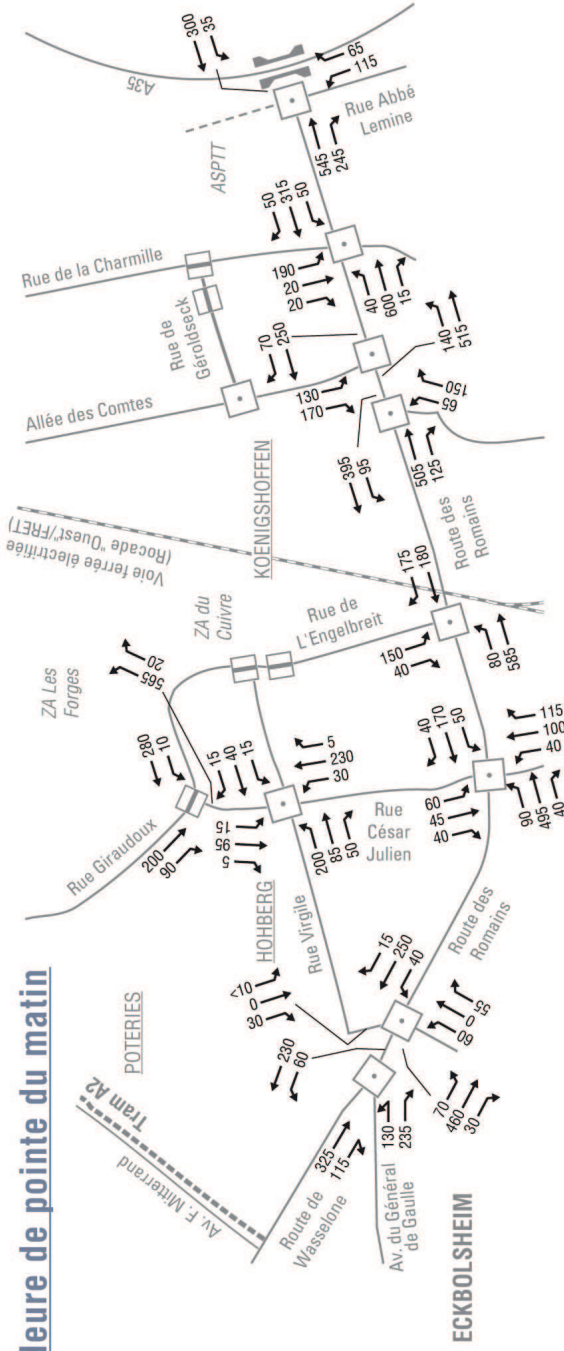 leure de pointe du matin
POTERIES
Tram A2
Av. F. Mitterrand
Route de
Wasselone
Av. du Général
de Gaulle
ECKBOLSHEIM
325
115
130
235
230
60
30
0
<10
15
250
40
70
460
30
60
0
55
HOHBERG
Rue Virgile
Route des
Romains
Rue Giraudoux
200
90
280
10
565
20
15
95
5
15
40
15
200
85
50
30
230
5
Rue
César
Julien
ZA Les
Forges
ZA du
Cuivre
Rue de
L'Engelbreit
60
45
40
40
170
50
90
495
40
40
100
115
150
40
175
180
80
585
Voie ferrée électrifiée
(Rocade "Ouest"/FRET)
KOENIGSHOFFEN
Route des
Romains
395
95
505
125
65
150
Allée des Comtes
Rue de
Géroldseck
Rue de la Charmille
70
250
130
170
140
515
190
20
20
50
315
50
40
600
15
ASPTT
A35
300
35
545
245
115
65
Rue Abbé
Lemine